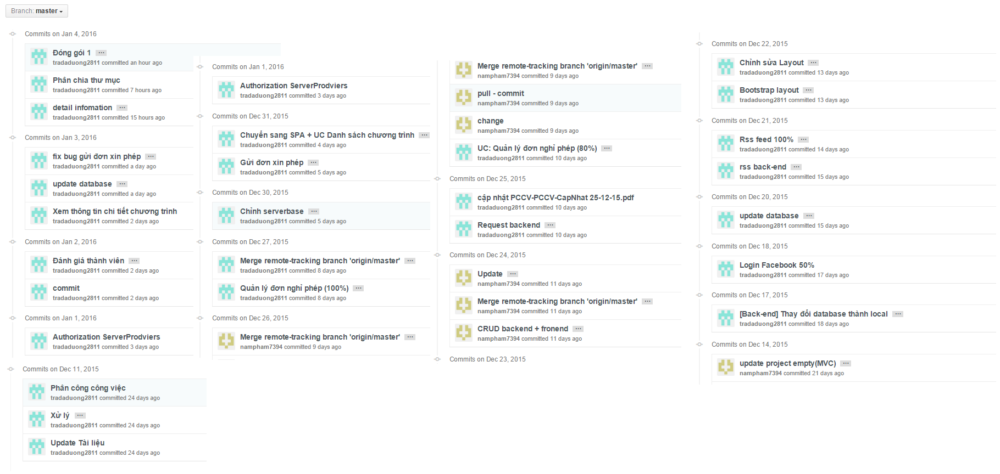 Branch: master
Commits on Jan 4, 2016
Đóng gói 1 ...
tradaduong2811 committed an hour ago
Phân chia thư mục
tradaduong2811 committed 7 hours ago
detail infomation ...
tradaduong2811 committed 15 hours ago
Commits on Jan 3, 2016
fix bug gửi đơn xin phép ...
tradaduong2811 committed a day ago
update database ...
tradaduong2811 committed a day ago
Xem thông tin chi tiết chương trình
tradaduong2811 committed 2 days ago
Commits on Jan 2, 2016
Đánh giá thành viên ...
tradaduong2811 committed 2 days ago
commit
tradaduong2811 committed 2 days ago
Commits on Jan 1, 2016
Authorization ServerProdviers
tradaduong2811 committed 3 days ago
Commits on Jan 1, 2016
Authorization ServerProdviers
tradaduong2811 committed 3 days ago
Commits on Dec 31, 2015
Chuyển sang SPA + UC Danh sách chương trình ...
tradaduong2811 committed 4 days ago
Gửi đơn xin phép ...
tradaduong2811 committed 5 days ago
Commits on Dec 30, 2015
Chỉnh serverbase ...
tradaduong2811 committed 5 days ago
Commits on Dec 27, 2015
Merge remote-tracking branch 'origin/master' ...
tradaduong2811 committed 8 days ago
Quản lý đơn nghỉ phép (100%) ...
tradaduong2811 committed 8 days ago
Commits on Dec 26, 2015
Merge remote-tracking branch 'origin/master' ...
nampham7394 committed 9 days ago
Merge remote-tracking branch 'origin/master' ...
nampham7394 committed 9 days ago
pull - commit
nampham7394 committed 9 days ago
change
nampham7394 committed 9 days ago
UC: Quản lý đơn nghỉ phép (80%) ...
tradaduong2811 committed 10 days ago
Commits on Dec 25, 2015
cập nhật PCCV-PCCV-CapNhat 25-12-15.pdf
tradaduong2811 committed 10 days ago
Request backend ...
tradaduong2811 committed 10 days ago
Commits on Dec 24, 2015
Update ...
nampham7394 committed 11 days ago
Merge remote-tracking branch 'origin/master' ...
nampham7394 committed 11 days ago
CRUD backend + fronend ...
nampham7394 committed 11 days ago
Commits on Dec 23, 2015
Commits on Dec 22, 2015
Chỉnh sửa Layout ...
tradaduong2811 committed 13 days ago
Bootstrap layout ...
tradaduong2811 committed 13 days ago
Commits on Dec 21, 2015
Rss feed 100% ...
tradaduong2811 committed 14 days ago
rss back-end ...
tradaduong2811 committed 15 days ago
Commits on Dec 20, 2015
update database ...
tradaduong2811 committed 15 days ago
Commits on Dec 18, 2015
Login Facebook 50%
tradaduong2811 committed 17 days ago
Commits on Dec 17, 2015
[Back-end] Thay đổi database thành local ...
tradaduong2811 committed 18 days ago
Commits on Dec 14, 2015
update project empty(MVC) ...
nampham7394 committed 21 days ago
Commits on Dec 11, 2015
Phân công công việc
tradaduong2811 committed 24 days ago
Xử lý ...
tradaduong2811 committed 24 days ago
Update Tài liệu
tradaduong2811 committed 24 days ago